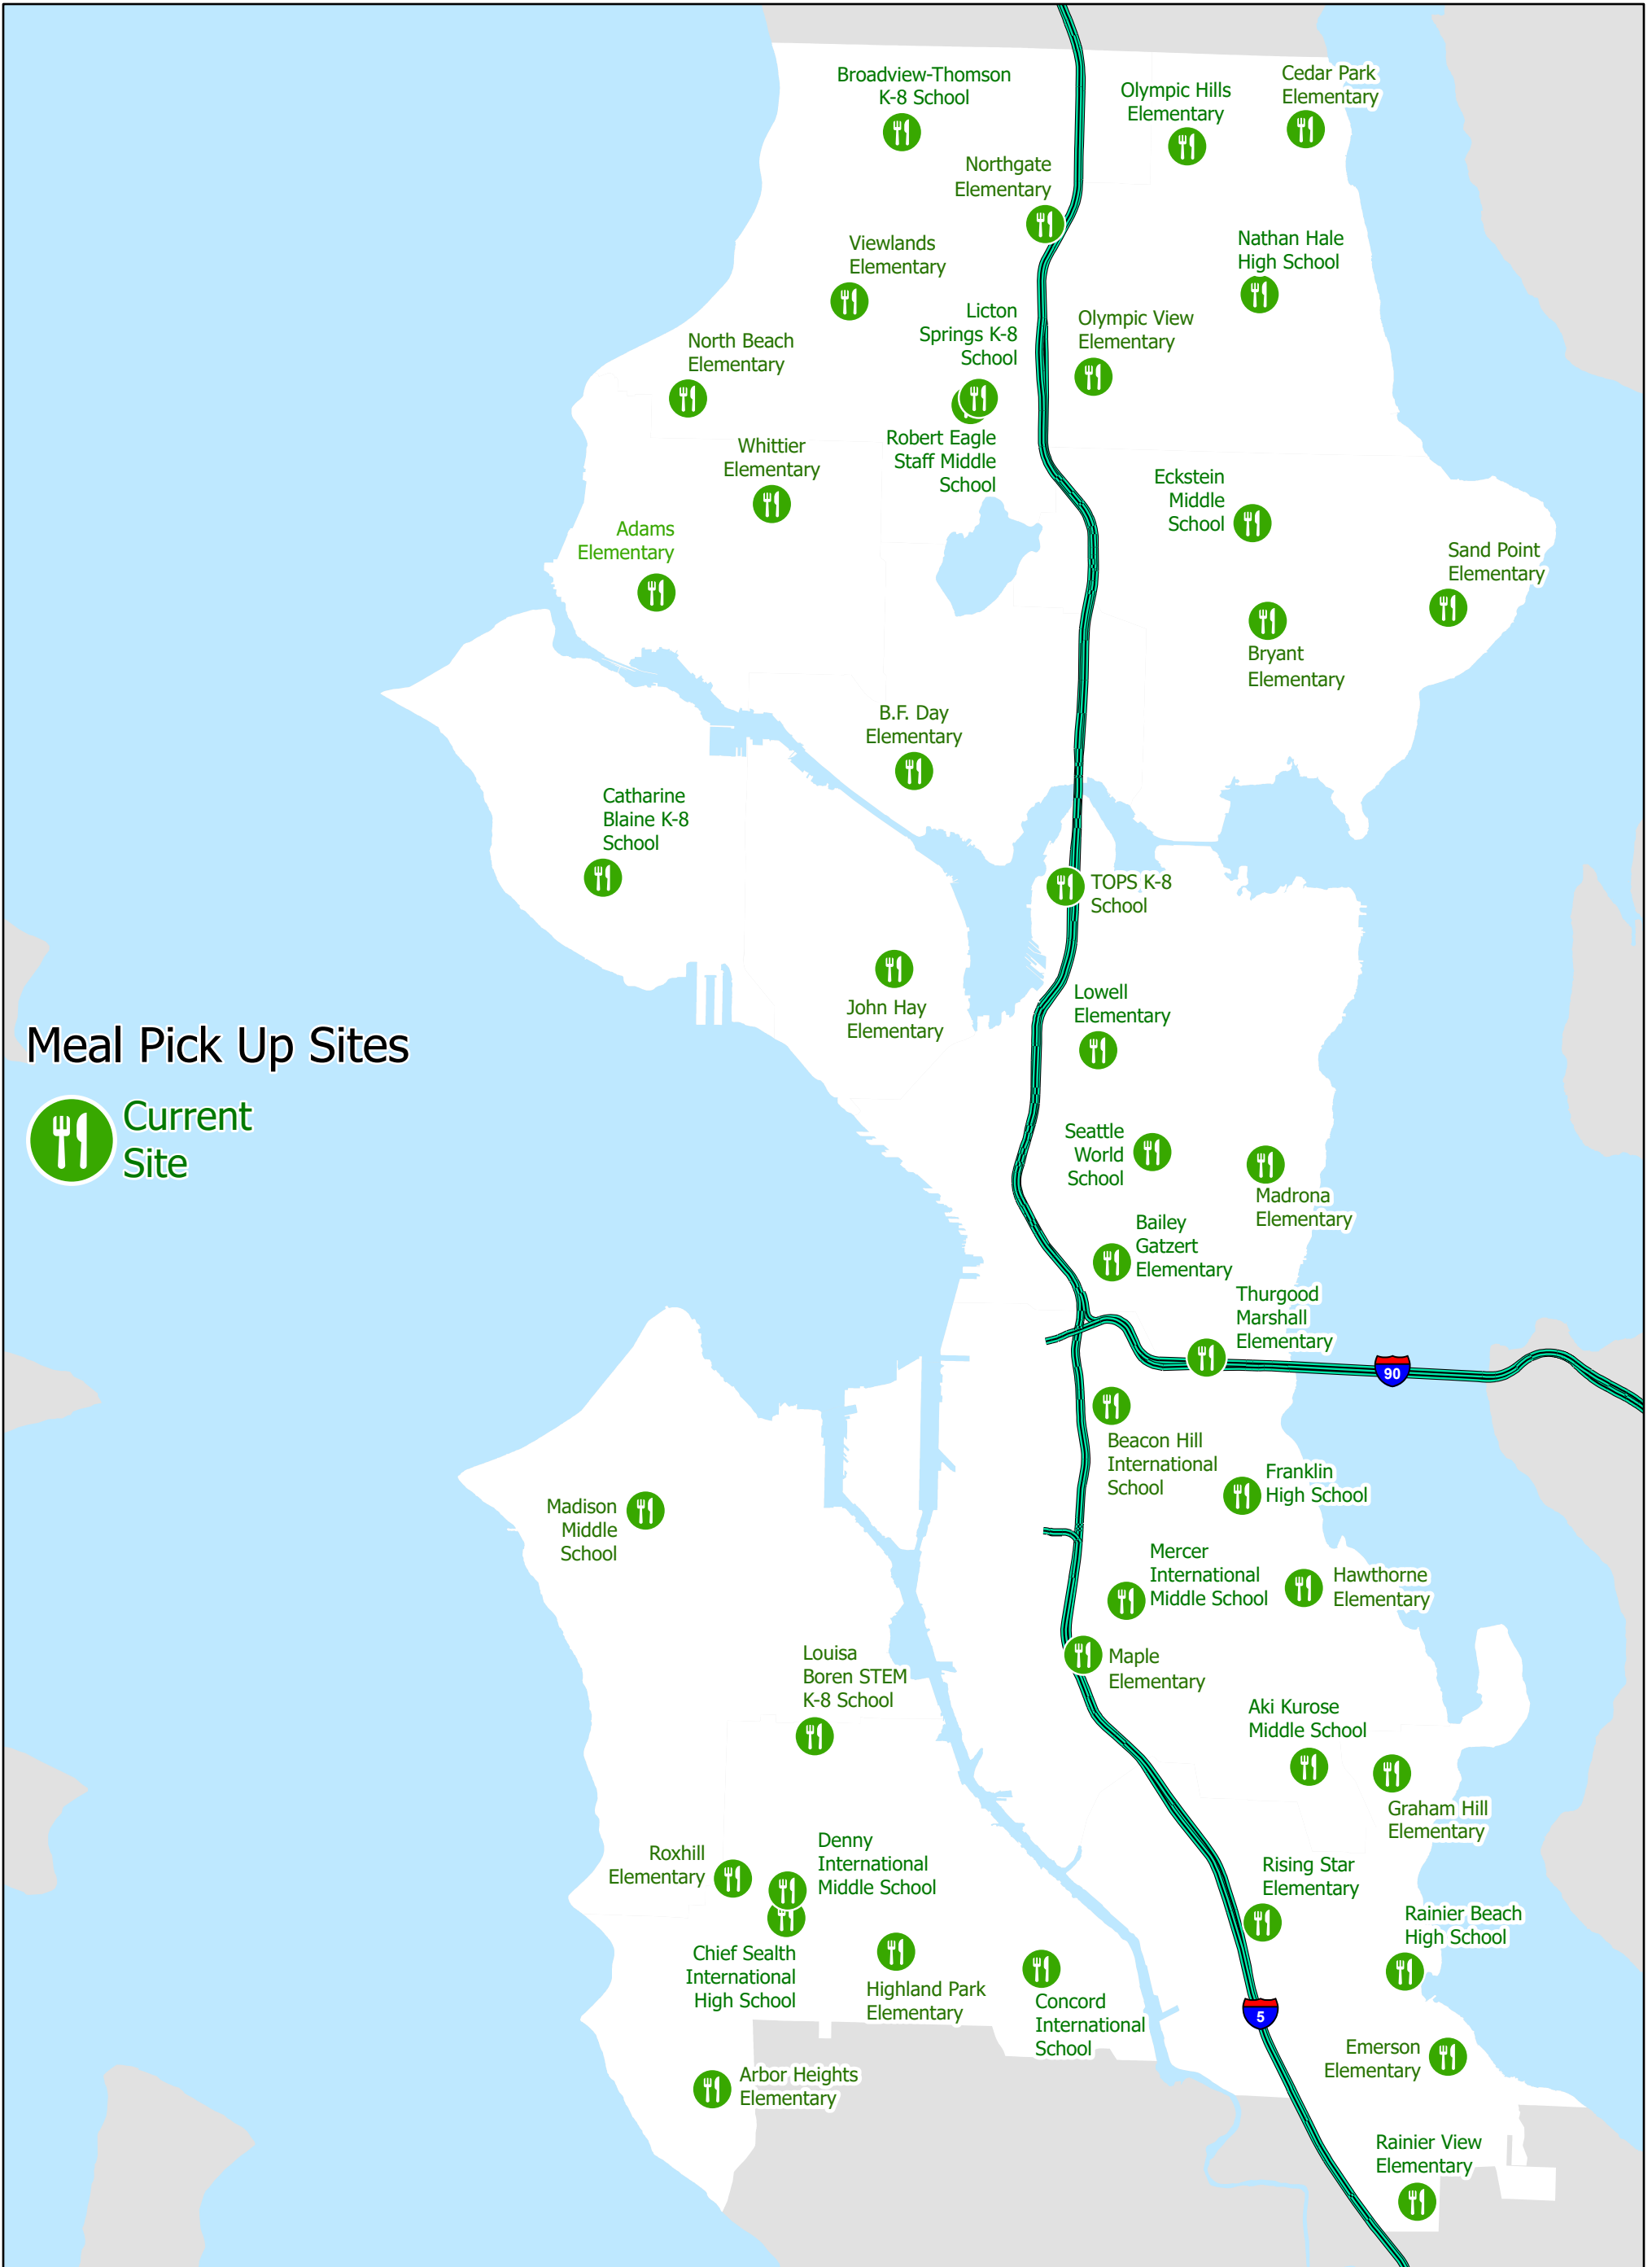 Broadview-Thomson
K-8 School
Olympic Hills
Elementary
Cedar Park
Elementary
Northgate
Elementary
Viewlands
Elementary
Nathan Hale
High School
Licton
Springs K-8
School
Olympic View
Elementary
North Beach
Elementary
Robert Eagle
Staff Middle
School
Whittier
Elementary
Eckstein
Middle
School
Adams
Elementary
Sand Point
Elementary
Bryant
Elementary
B.F. Day
Elementary
Catharine
Blaine K-8
School
TOPS K-8
School
John Hay
Elementary
Lowell
Elementary
Meal Pick Up Sites
Current
Site
Seattle
World
School
Madrona
Elementary
Bailey
Gatzert
Elementary
Thurgood
Marshall
Elementary
90
Beacon Hill
International
School
Franklin
High School
Madison
Middle
School
Mercer
International
Middle School
Hawthorne
Elementary
Louisa
Boren STEM
K-8 School
Maple
Elementary
Aki Kurose
Middle School
Graham Hill
Elementary
Roxhill
Elementary
Denny
International
Middle School
Rising Star
Elementary
Rainier Beach
High School
Chief Sealth
International
High School
Highland Park
Elementary
Concord
International
School
5
Emerson
Elementary
Arbor Heights
Elementary
Rainier View
Elementary